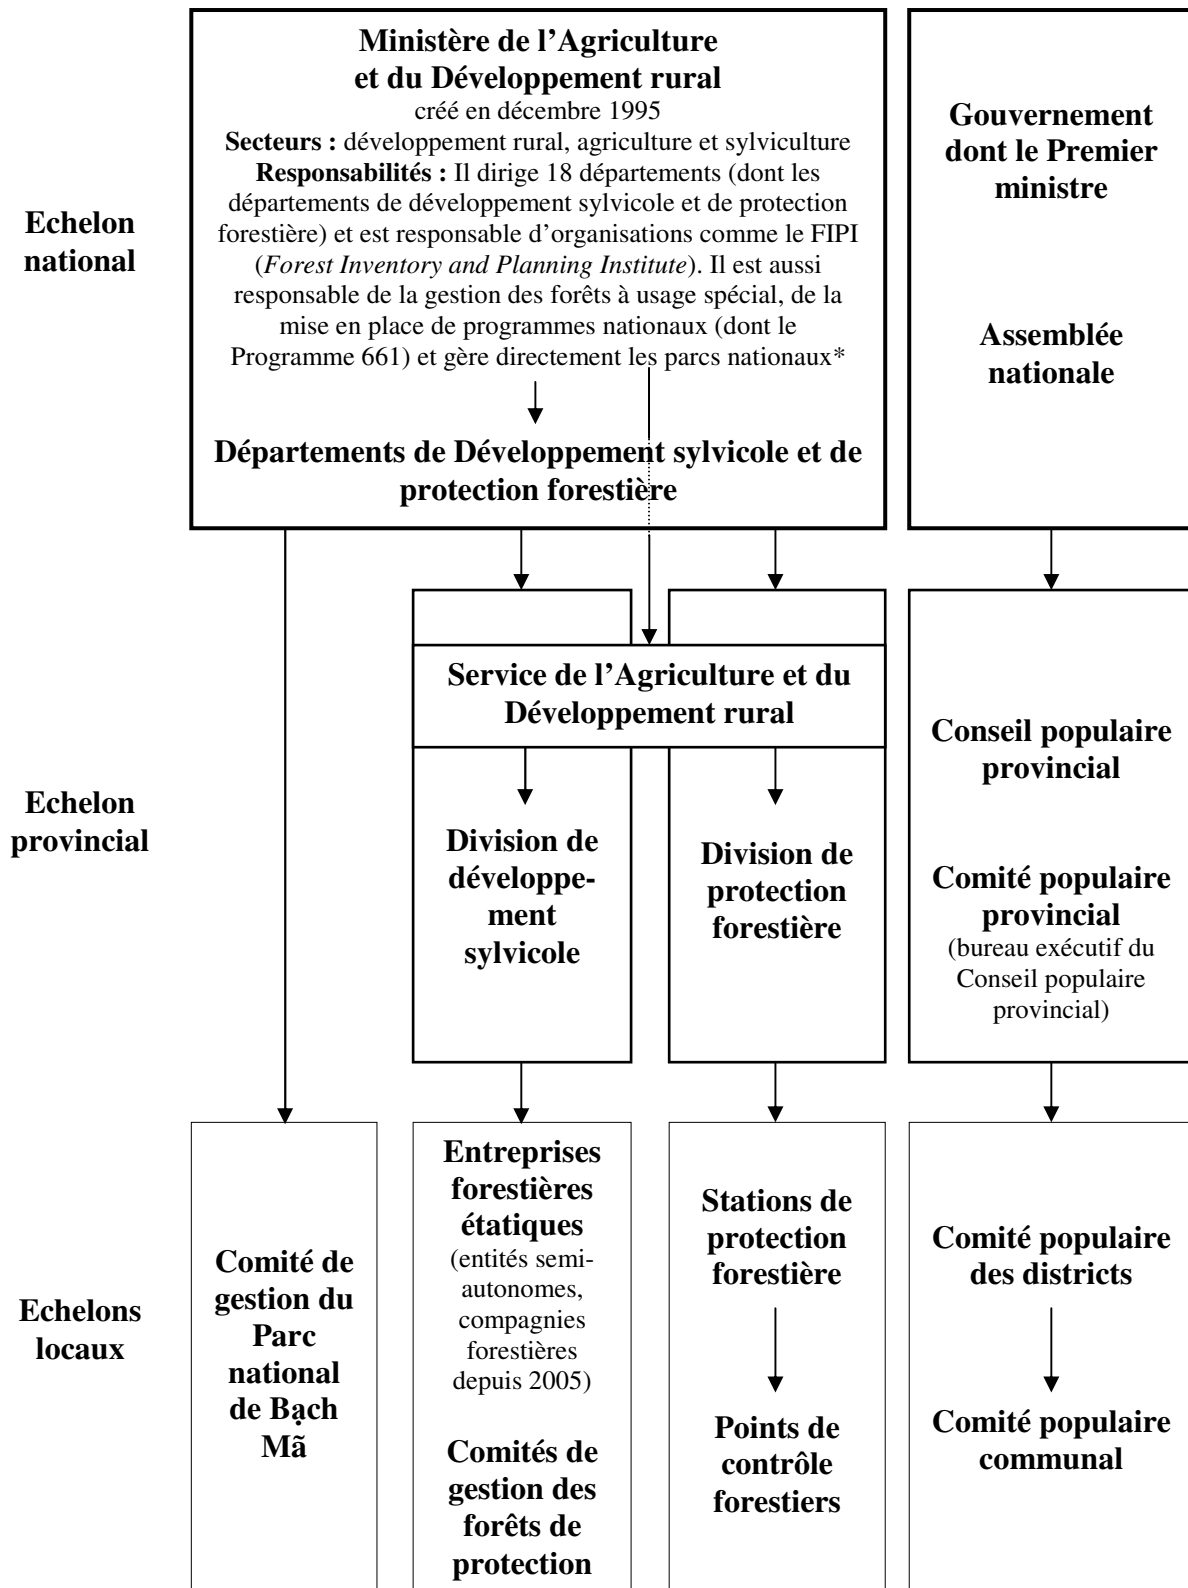 Ministère de l’Agriculture
et du Développement rural
créé en décembre 1995
Secteurs : développement rural, agriculture et sylviculture
Responsabilités : Il dirige 18 départements (dont les
départements de développement sylvicole et de protection
forestière) et est responsable d’organisations comme le FIPI
(Forest Inventory and Planning Institute). Il est aussi
responsable de la gestion des forêts à usage spécial, de la
mise en place de programmes nationaux (dont le
Programme 661) et gère directement les parcs nationaux*
Départements de Développement sylvicole et de
protection forestière
Gouvernement
dont le Premier
ministre
Assemblée
nationale
Echelon
national
Service de l’Agriculture et du
Développement rural
Division de
développe-
ment
sylvicole
Division de
protection
forestière
Conseil populaire
provincial
Comité populaire
provincial
(bureau exécutif du
Conseil populaire
provincial)
Echelon
provincial
Comité de
gestion du
Parc
national
de Bạch
Mã
Entreprises
forestières
étatiques
(entités semi-
autonomes,
compagnies
forestières
depuis 2005)
Comités de
gestion des
forêts de
protection
Stations de
protection
forestière
Points de
contrôle
forestiers
Comité populaire
des districts
Comité populaire
communal
Echelons
locaux